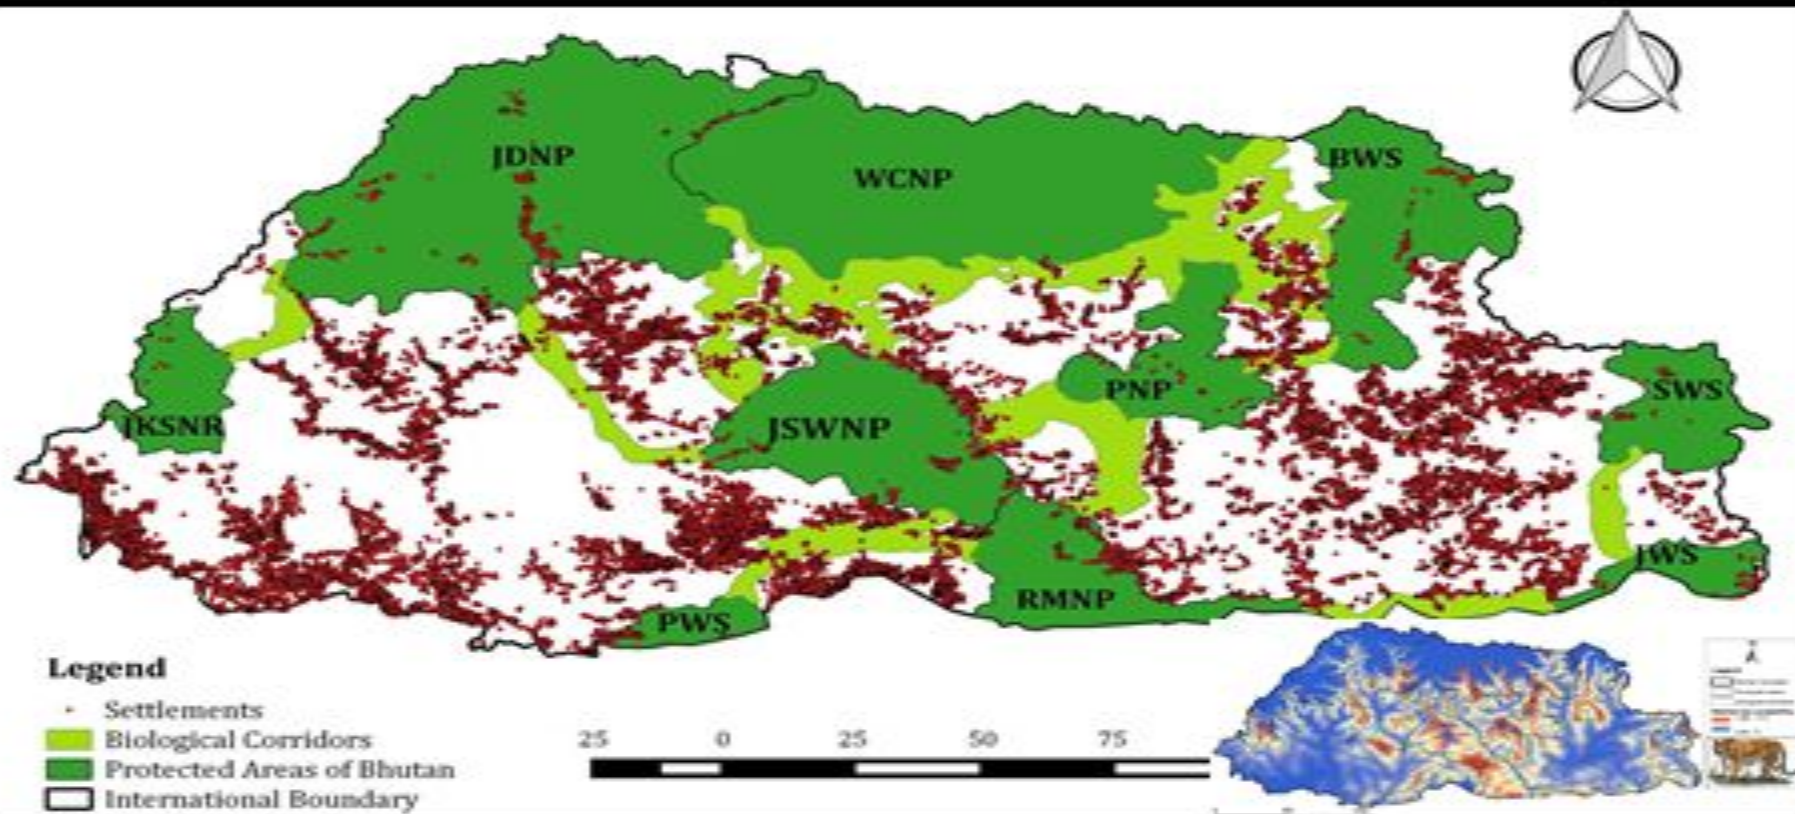 JDNP
WCNP
BWS
JKSNR
JSWNP
PNP
SWS
JWS
RMNP
PWS
Legend
Settlements
Biological Corridors
Protected Areas of Bhutan
International Boundary
25 0 25 50 75